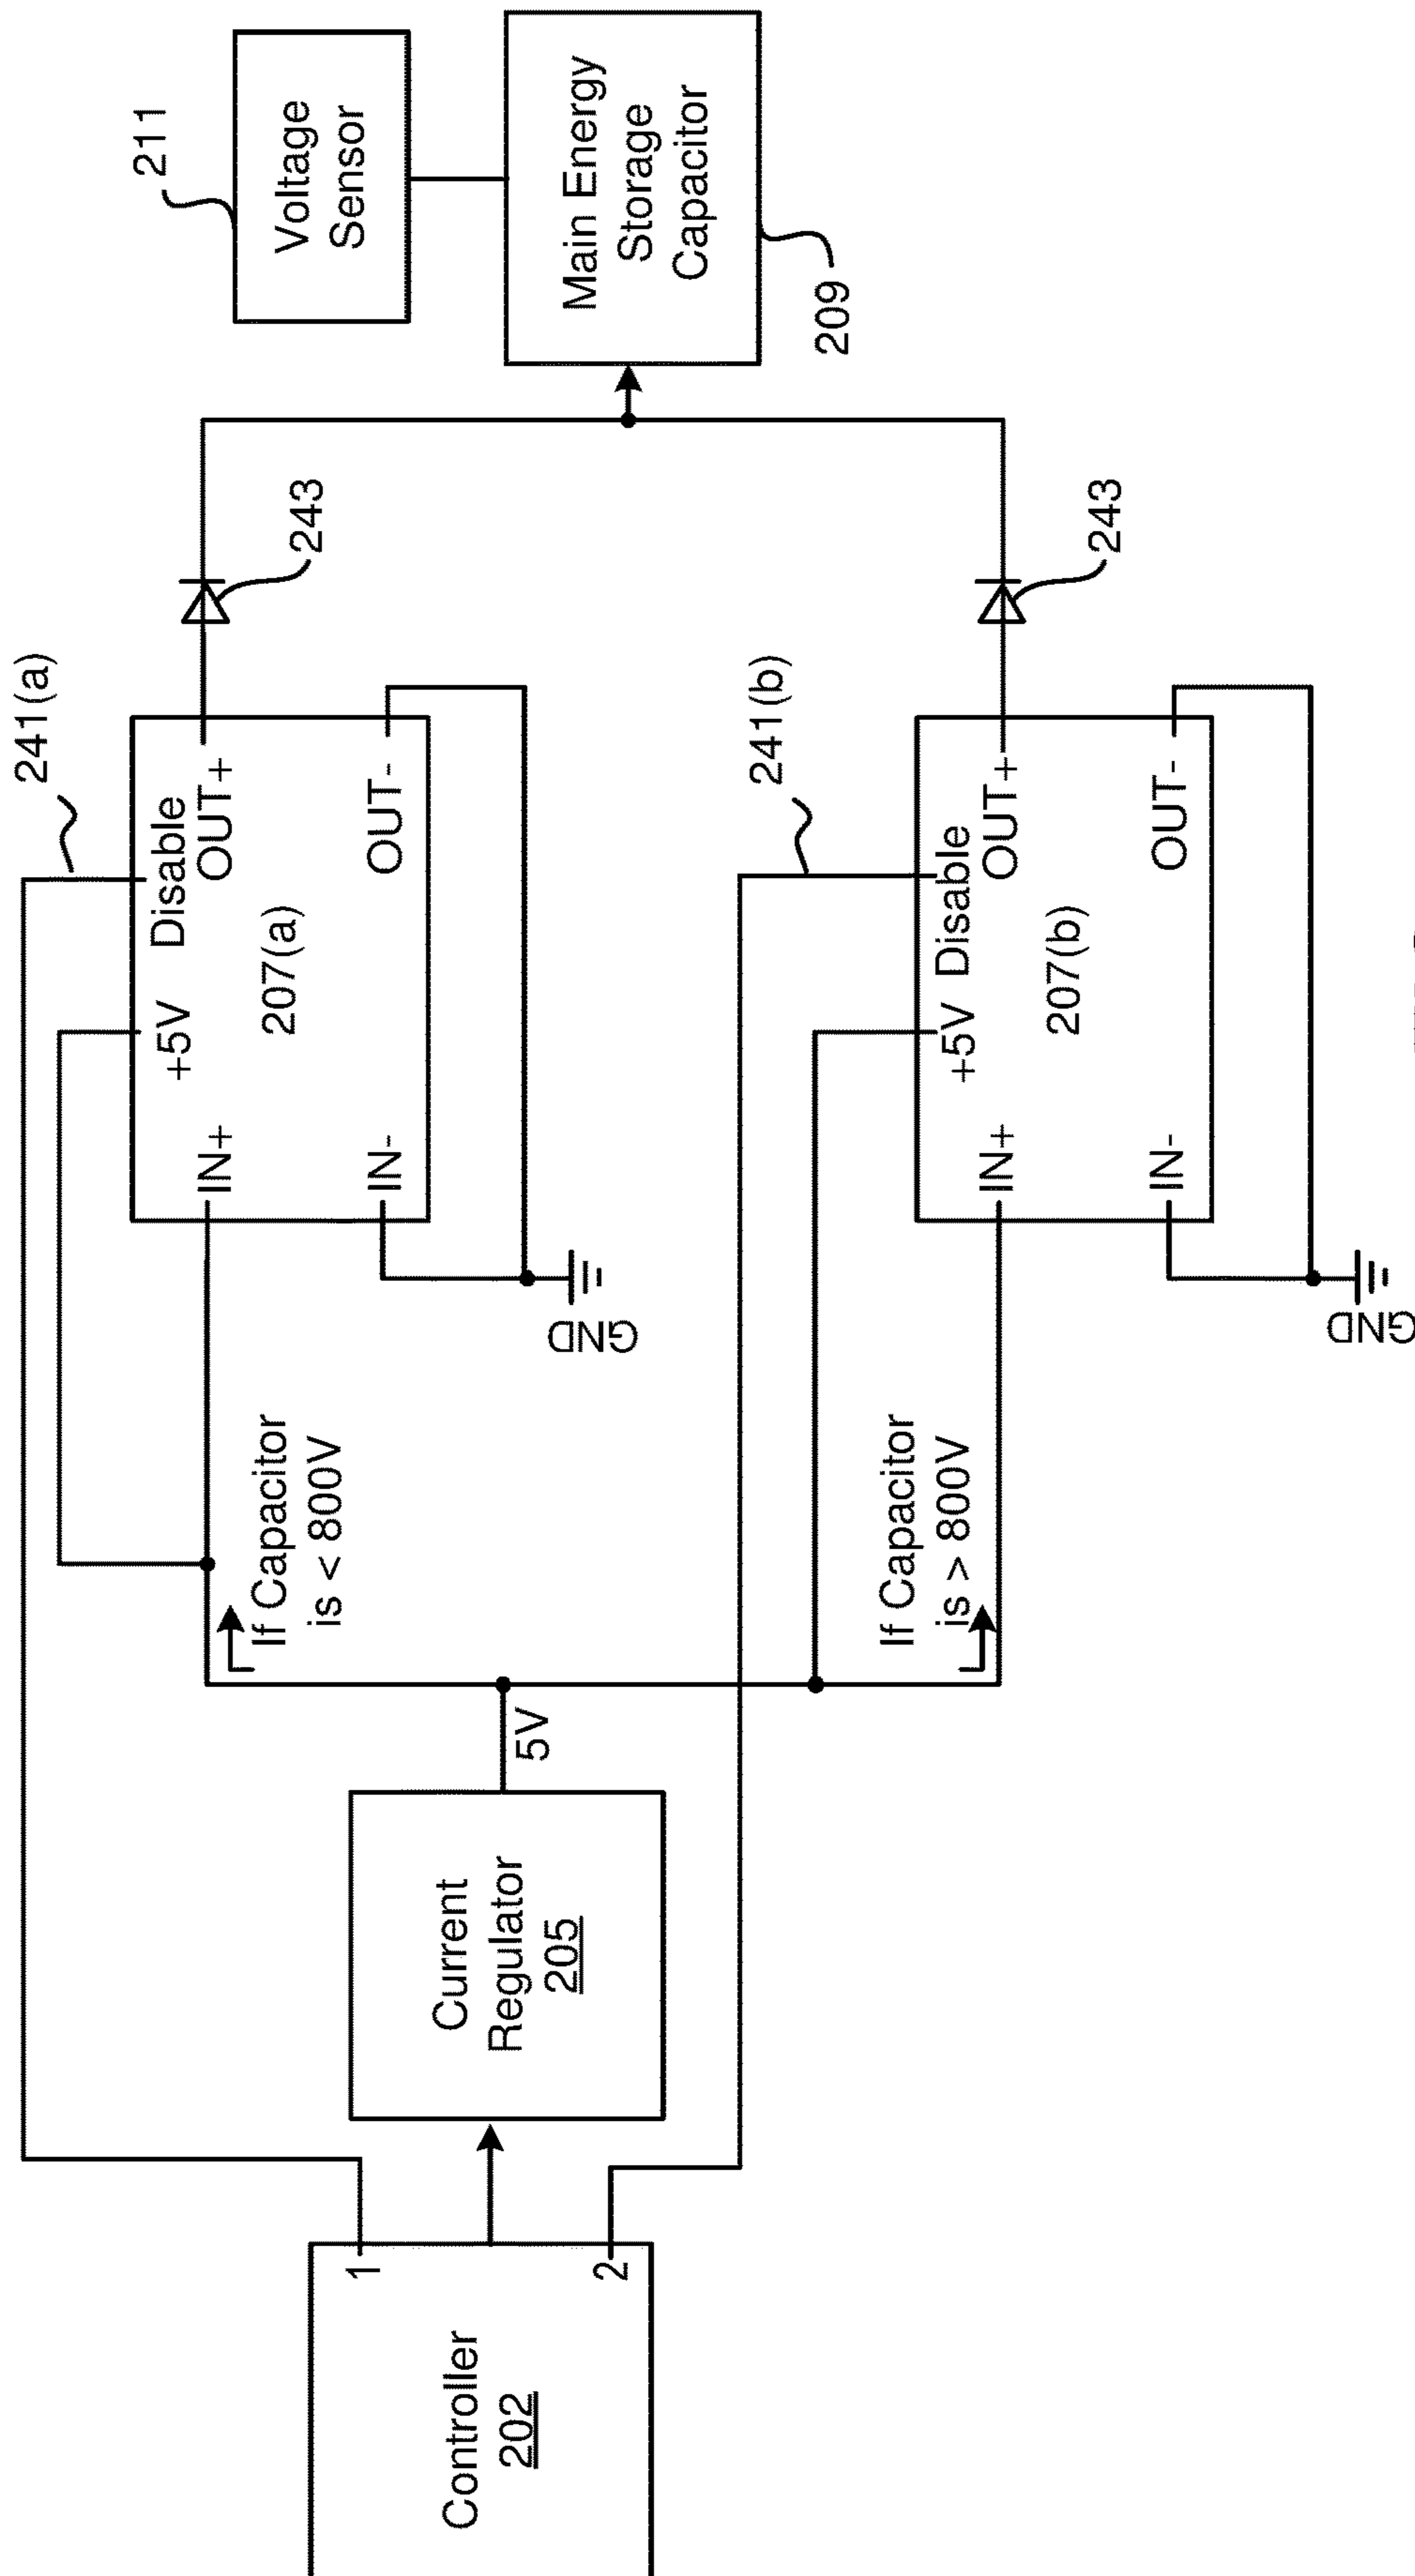 241(a)
Disable
+5V
OUT+
IN+
207(a)
IN-
OUT-
243
GND
If Capacitor
is < 800V
211
Voltage
Sensor
Main Energy
Storage
Capacitor
209
Controller
202
1
2
Current
Regulator
205
5V
241(b)
Disable
+5V
OUT+
IN+
207(b)
IN-
OUT-
243
GND
If Capacitor
is > 800V